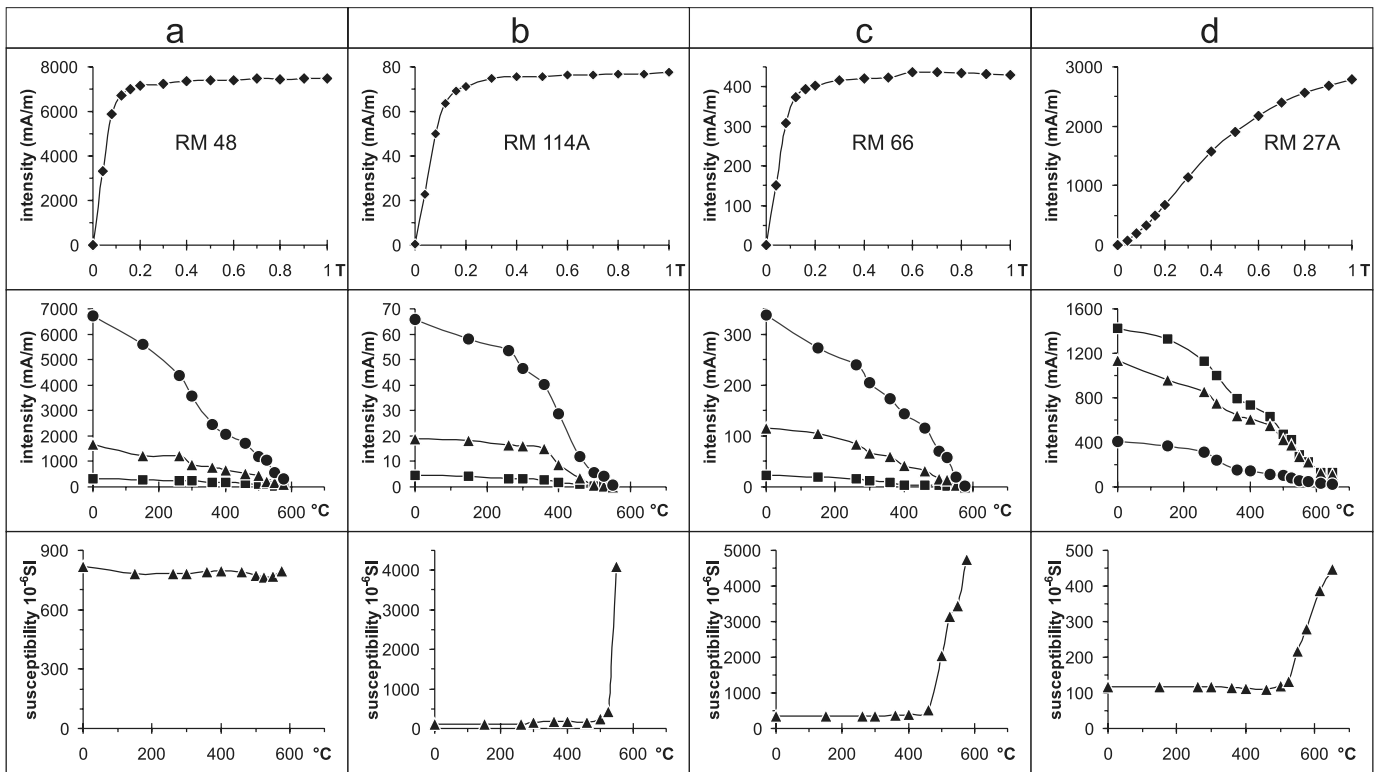 a b c d
8000 80 400 3000
6000 60 300 2000
4000 40 200 1000
2000 20 100 0
0 0 0
intensity (mA/m) intensity (mA/m) intensity (mA/m) intensity (mA/m)
RM 48 RM 114A RM 66 RM 27A
0 0.2 0.4 0.6 0.8 1 T 0 0.2 0.4 0.6 0.8 1 T 0 0.2 0.4 0.6 0.8 1 T 0 0.2 0.4 0.6 0.8 1 T
7000 70 300 1600
6000 60 200 1200
5000 50 100 800
4000 40 0 400
3000 30 0
2000 20
1000 10
0 0
intensity (mA/m) intensity (mA/m) intensity (mA/m) intensity (mA/m)
0 200 400 600 °C 0 200 400 600 °C 0 200 400 600 °C 0 200 400 600 °C
900 4000 5000 500
600 3000 4000 400
300 2000 3000 300
0 1000 2000 200
0 1000 100
0 0
susceptibility 10⁻⁶SI susceptibility 10⁻⁶SI susceptibility 10⁻⁶SI susceptibility 10⁻⁶SI
0 200 400 600 °C 0 200 400 600 °C 0 200 400 600 °C 0 200 400 600 °C